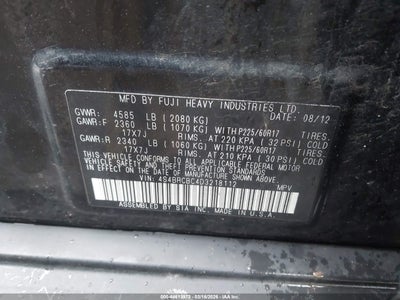 MFD. BY FUJI HEAVY INDUSTRIES LTD.
DATE: 08/12
GVWR: 4585 LB ( 2080 KG)
GAWR:F 2360 LB ( 1070 KG) WITH P225/60R17 TIRES.
17X7J RIMS. AT 220 KPA ( 32 PSI) COLD
GAWR:R 2340 LB ( 1060 KG) WITH P225/60R17 TIRES.
17X7J RIMS. AT 210 KPA ( 30 PSI) COLD
THIS VEHICLE CONFORMS TO ALL APPLICABLE FEDERAL MOTOR
VEHICLE SAFETY
THEFT PREVENTION STANDARDS IN EFFECT ON THE DATE OF
MANUFACTURE SHOWN ABOVE.
VIN: 4S4BRCBC4D3218112 MPV
ASSEMBLED BY SIA INC. IN U.S.A.